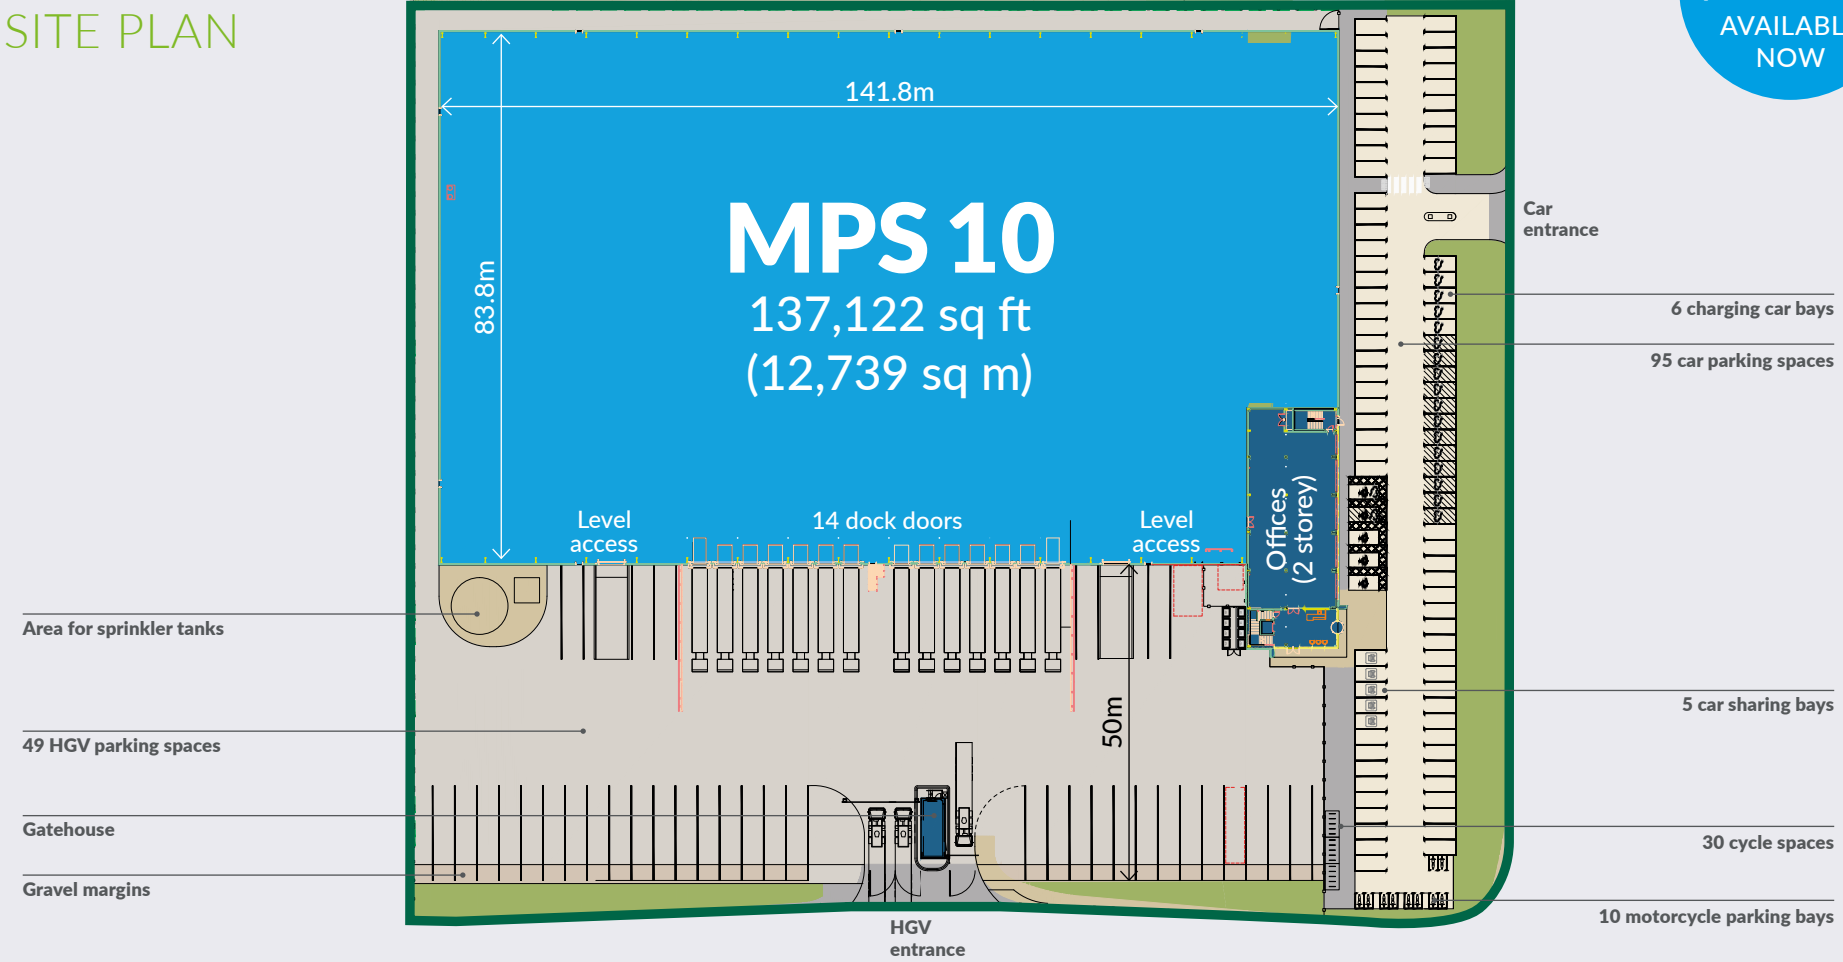 SITE PLAN
AVAILABL
NOW
141.8m
83.8m
MPS 10
137,122 sq ft
(12,739 sq m)
Car
entrance
6 charging car bays
95 car parking spaces
Level
access
14 dock doors
Level
access
Offices
(2 storey)
Area for sprinkler tanks
50m
5 car sharing bays
49 HGV parking spaces
Gatehouse
30 cycle spaces
Gravel margins
10 motorcycle parking bays
HGV
entrance